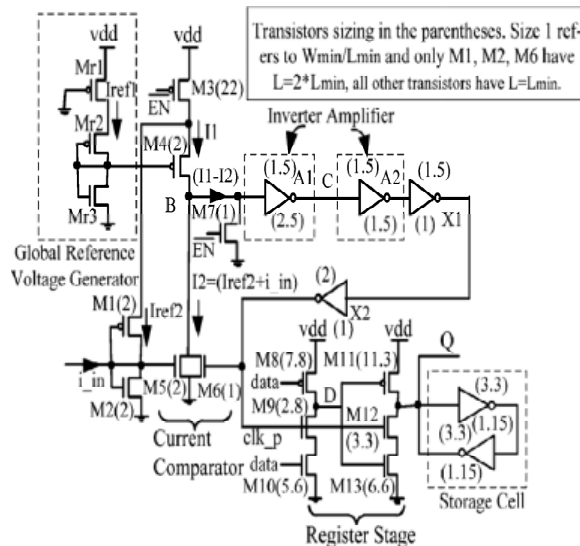 Transistors sizing in the parentheses. Size 1 ref-
ers to Wmin/Lmin and only M1, M2, M6 have
L=2*Lmin, all other transistors have L=Lmin.
vdd
vdd
Mr1
Iref1
M3(22)
EN
Mr2
M4(2)
I1
Inverter Amplifier
(1.5)
(1.5)
(1.5)
(I1-I2)
A1
C
A2
Mr3
B
M7(1)
(2.5)
(1.5)
(1)
X1
EN
Global Reference
Voltage Generator
I2=(Iref2+i_in)
(2)
M1(2)
Iref2
X2
(1)
vdd
vdd
Q
i_in
M5(2)
M6(1)
M8(7.8)
M11(11.3)
data
D
(3.3)
M2(2)
M9(2.8)
M12
Current
Comparator
clk_p
(3.3)
(3.3)
(1.15)
data
(1.15)
M10(5.6)
M13(6.6)
Storage Cell
Register Stage